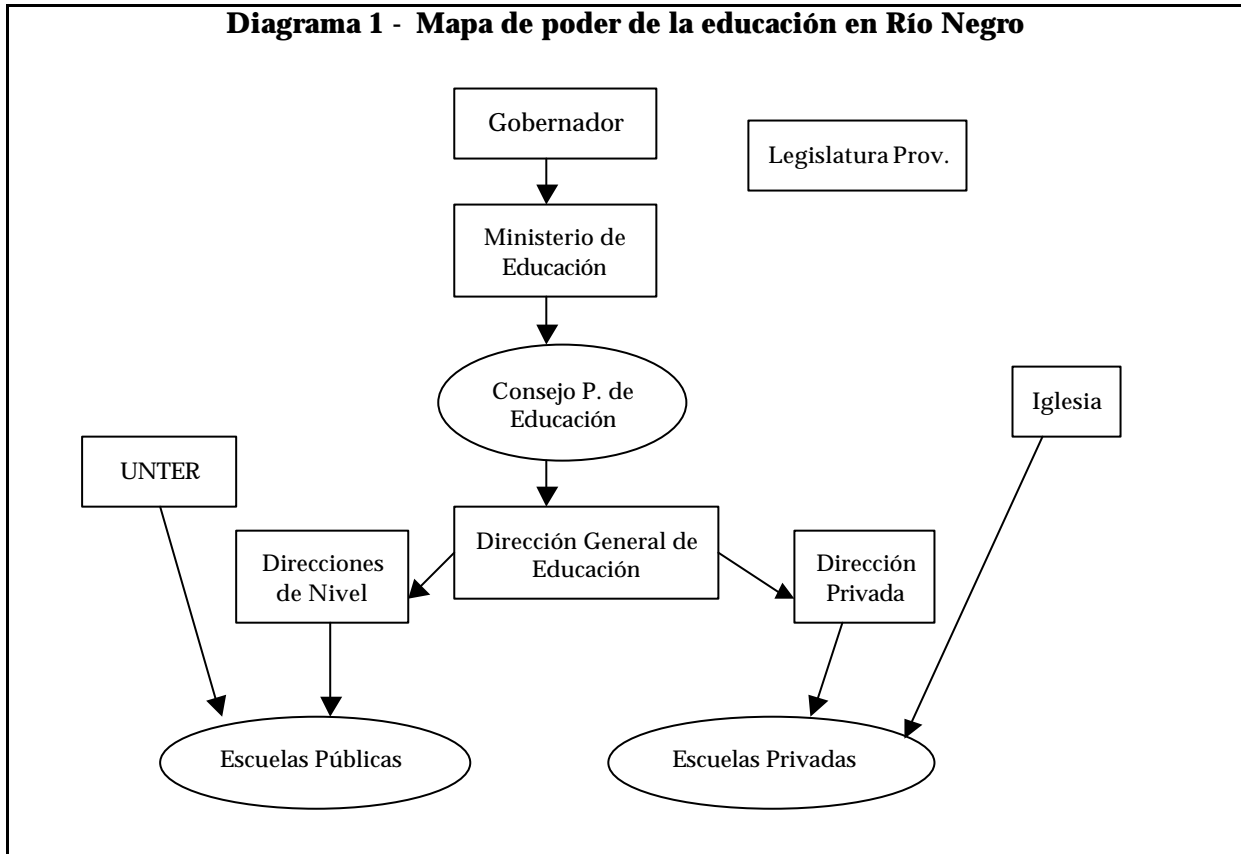 Diagrama 1 - Mapa de poder de la educación en Río Negro
Gobernador
Legislatura Prov.
Ministerio de
Educación
Consejo P. de
Educación
Iglesia
UNTER
Dirección General de
Educación
Direcciones
de Nivel
Dirección
Privada
Escuelas Públicas
Escuelas Privadas